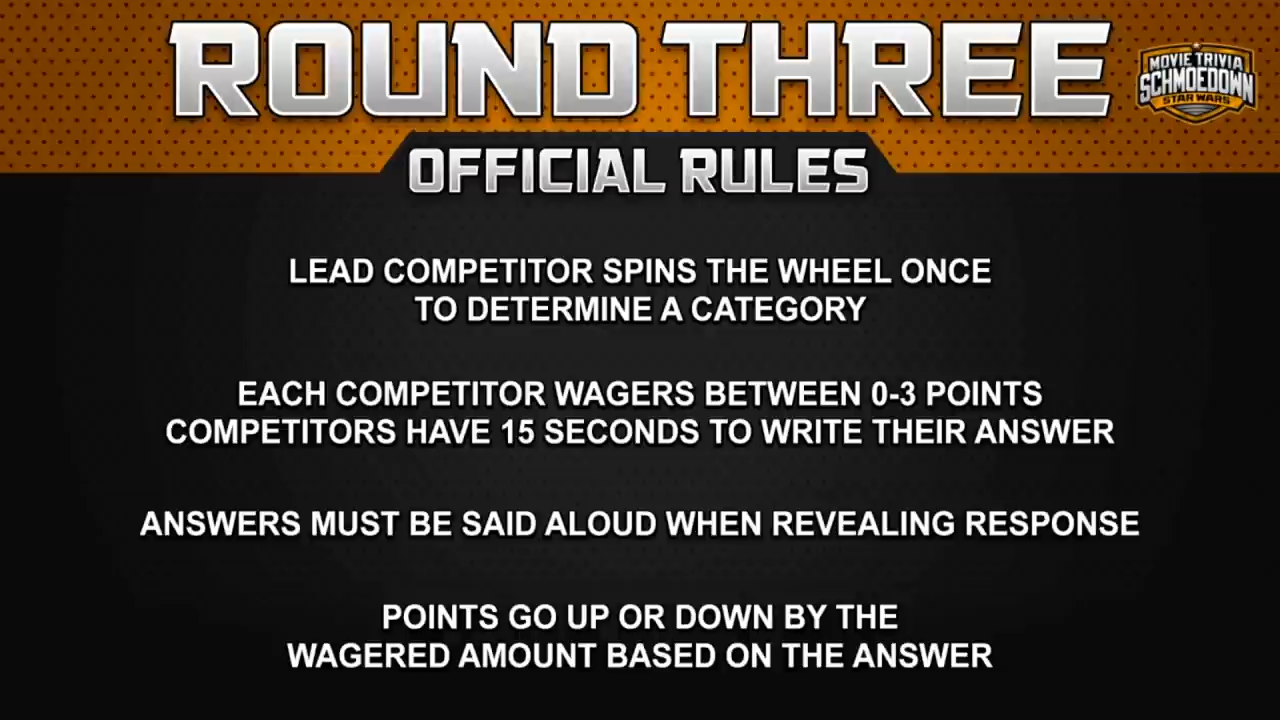 ROUND THREE
MOVIE TRIVIA
SCHMOEDOWN
STAR WARS
OFFICIAL RULES
LEAD COMPETITOR SPINS THE WHEEL ONCE
TO DETERMINE A CATEGORY
EACH COMPETITOR WAGERS BETWEEN 0-3 POINTS
COMPETITORS HAVE 15 SECONDS TO WRITE THEIR ANSWER
ANSWERS MUST BE SAID ALOUD WHEN REVEALING RESPONSE
POINTS GO UP OR DOWN BY THE
WAGERED AMOUNT BASED ON THE ANSWER